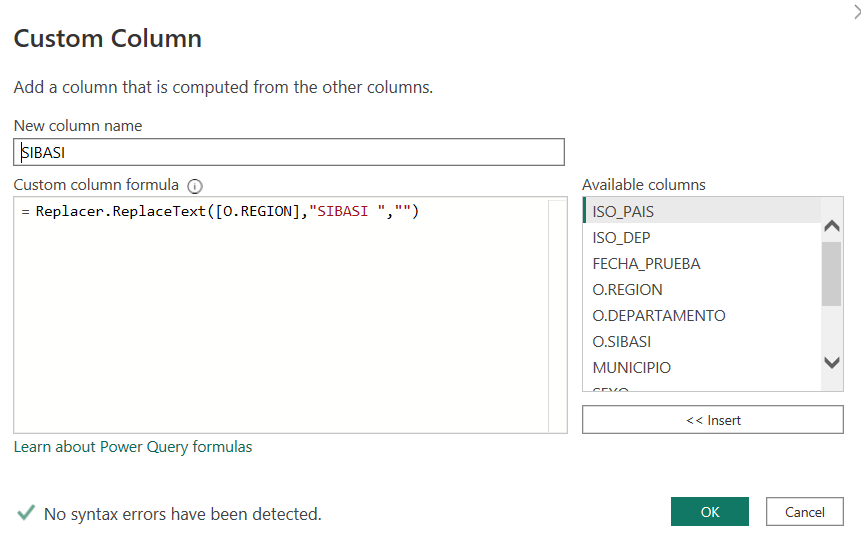 Custom Column
Add a column that is computed from the other columns.
New column name
SIBASI
Custom column formula
Available columns
= Replacer.ReplaceText([O.REGION],"SIBASI ","")
ISO_PAIS
ISO_DEP
FECHA_PRUEBA
O.REGION
O.DEPARTAMENTO
O.SIBASI
MUNICIPIO
SEXO
<< Insert
Learn about Power Query formulas
No syntax errors have been detected.
OK
Cancel